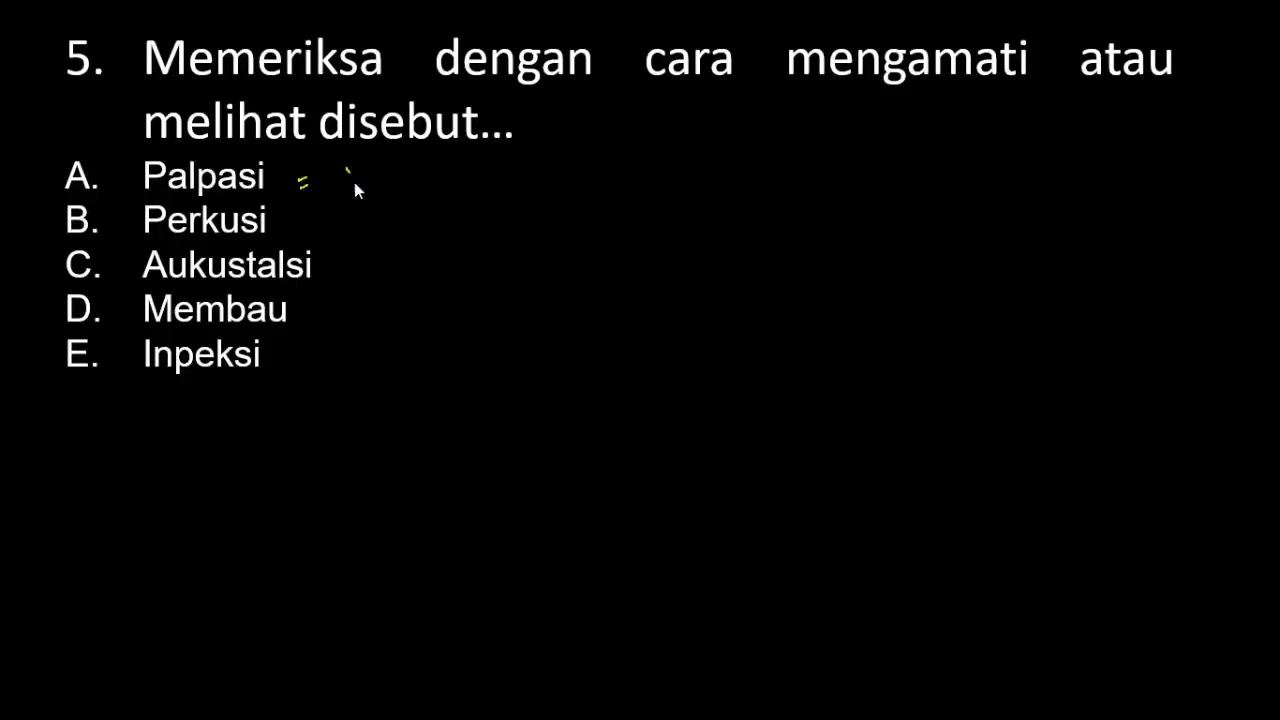 5. Memeriksa dengan cara mengamati atau
melihat disebut...
A. Palpasi =
B. Perkusi
C. Aukustalsi
D. Membau
E. Inpeksi